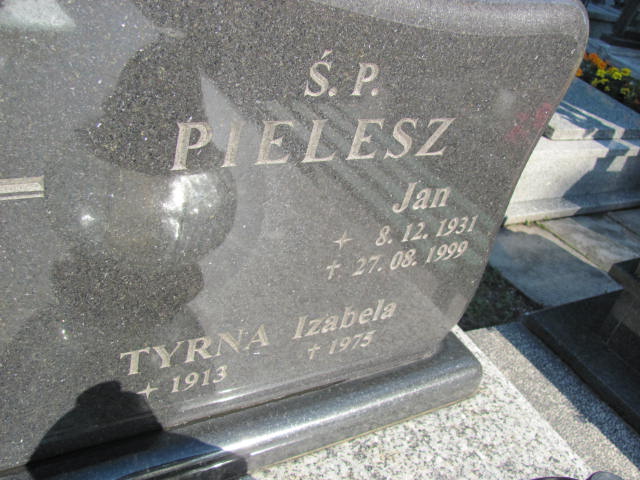 Ś. P.
PIELESZ
Jan
✦ 8. 12. 1931
✝ 27. 08. 1999
TYRNA Izabela
✦ 1913 ✝ 1975